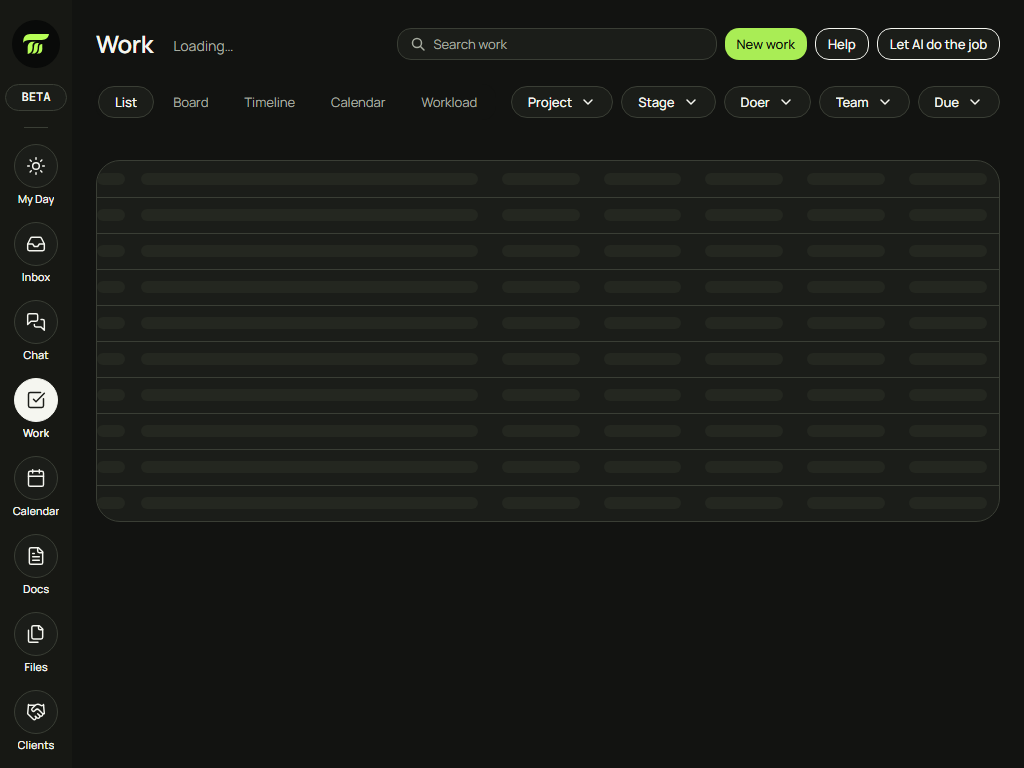 Work
Loading...
Search work
New work
Help
Let AI do the job
BETA
List
Board
Timeline
Calendar
Workload
Project
Stage
Doer
Team
Due
My Day
Inbox
Chat
Work
Calendar
Docs
Files
Clients